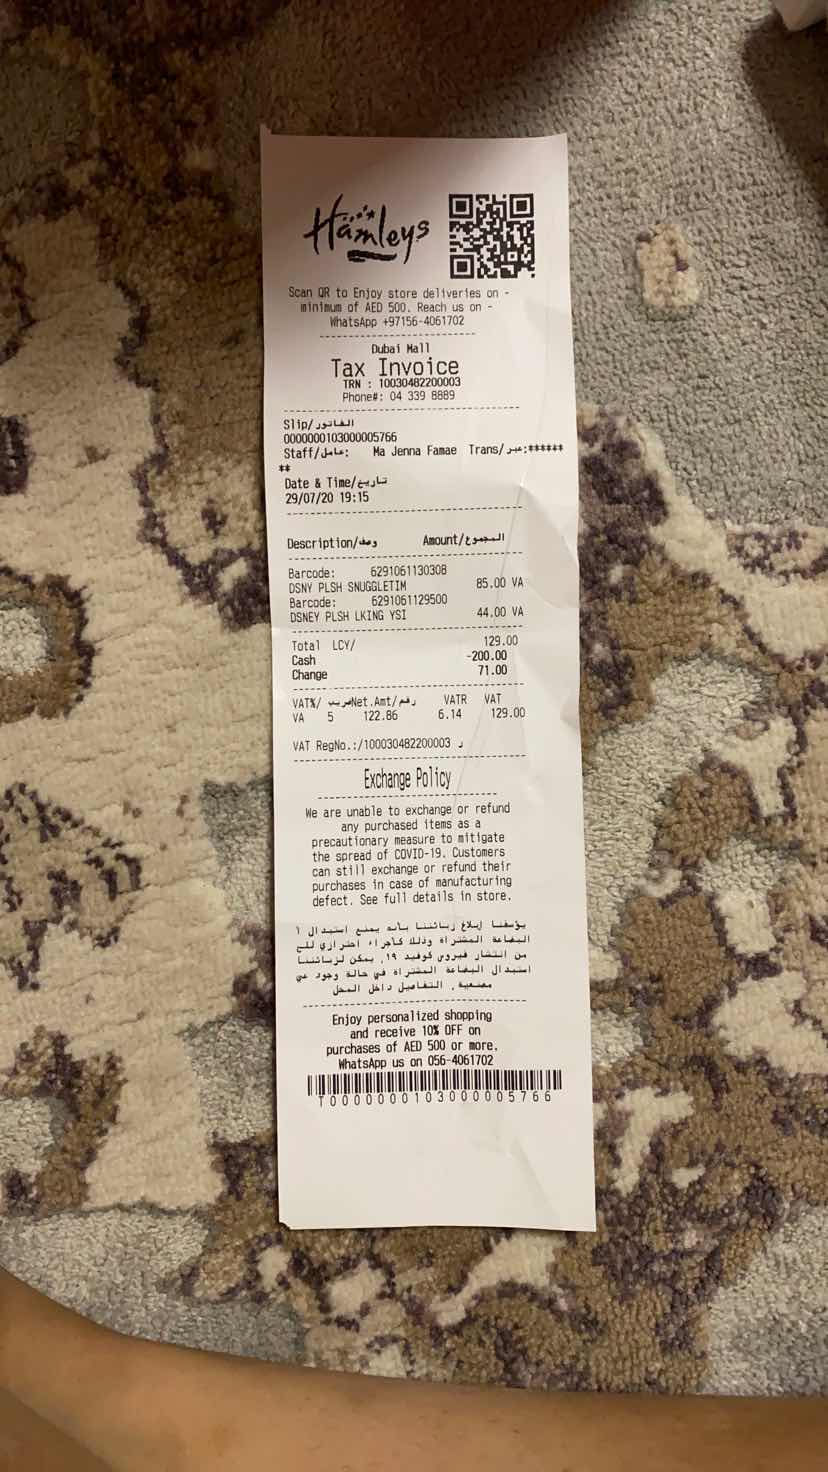 Hamleys
Scan QR to Enjoy store deliveries on -
minimum of AED 500. Reach us on -
WhatsApp +97156-4061702
Dubai Mall
Tax Invoice
TRN : 10030482200003
Phone#: 04 339 8889
Slip/الفاتور
0000000103000005766
Staff/عامل: Ma Jenna Famae Trans/عبر:******
**
Date & Time/تاريخ
29/07/20 19:15
Description/وصف Amount/المجموع
Barcode: 6291061130308
DSNY PLSH SNUGGLETIM 85.00 VA
Barcode: 6291061129500
DSNEY PLSH LKING YSI 44.00 VA
Total LCY/ 129.00
Cash -200.00
Change 71.00
VAT%/ ضريب Net.Amt/رقم VATR VAT
VA 5 122.86 6.14 129.00
VAT RegNo.:/100030482200003 ر
Exchange Policy
We are unable to exchange or refund
any purchased items as a
precautionary measure to mitigate
the spread of COVID-19. Customers
can still exchange or refund their
purchases in case of manufacturing
defect. See full details in store.
يؤسفنا إبلاغ زبائننا بأنه يمنع استبدال ا
البضاعة المشتراة وذلك كأجراء احترازي للح
من انتشار فيروس كوفيد ١٩. يمكن لزبائننا
استبدال البضاعة المشتراة في حالة وجود عي
مصنعية. التفاصيل داخل المحل
Enjoy personalized shopping
and receive 10% OFF on
purchases of AED 500 or more.
WhatsApp us on 056-4061702
T0000000103000005766